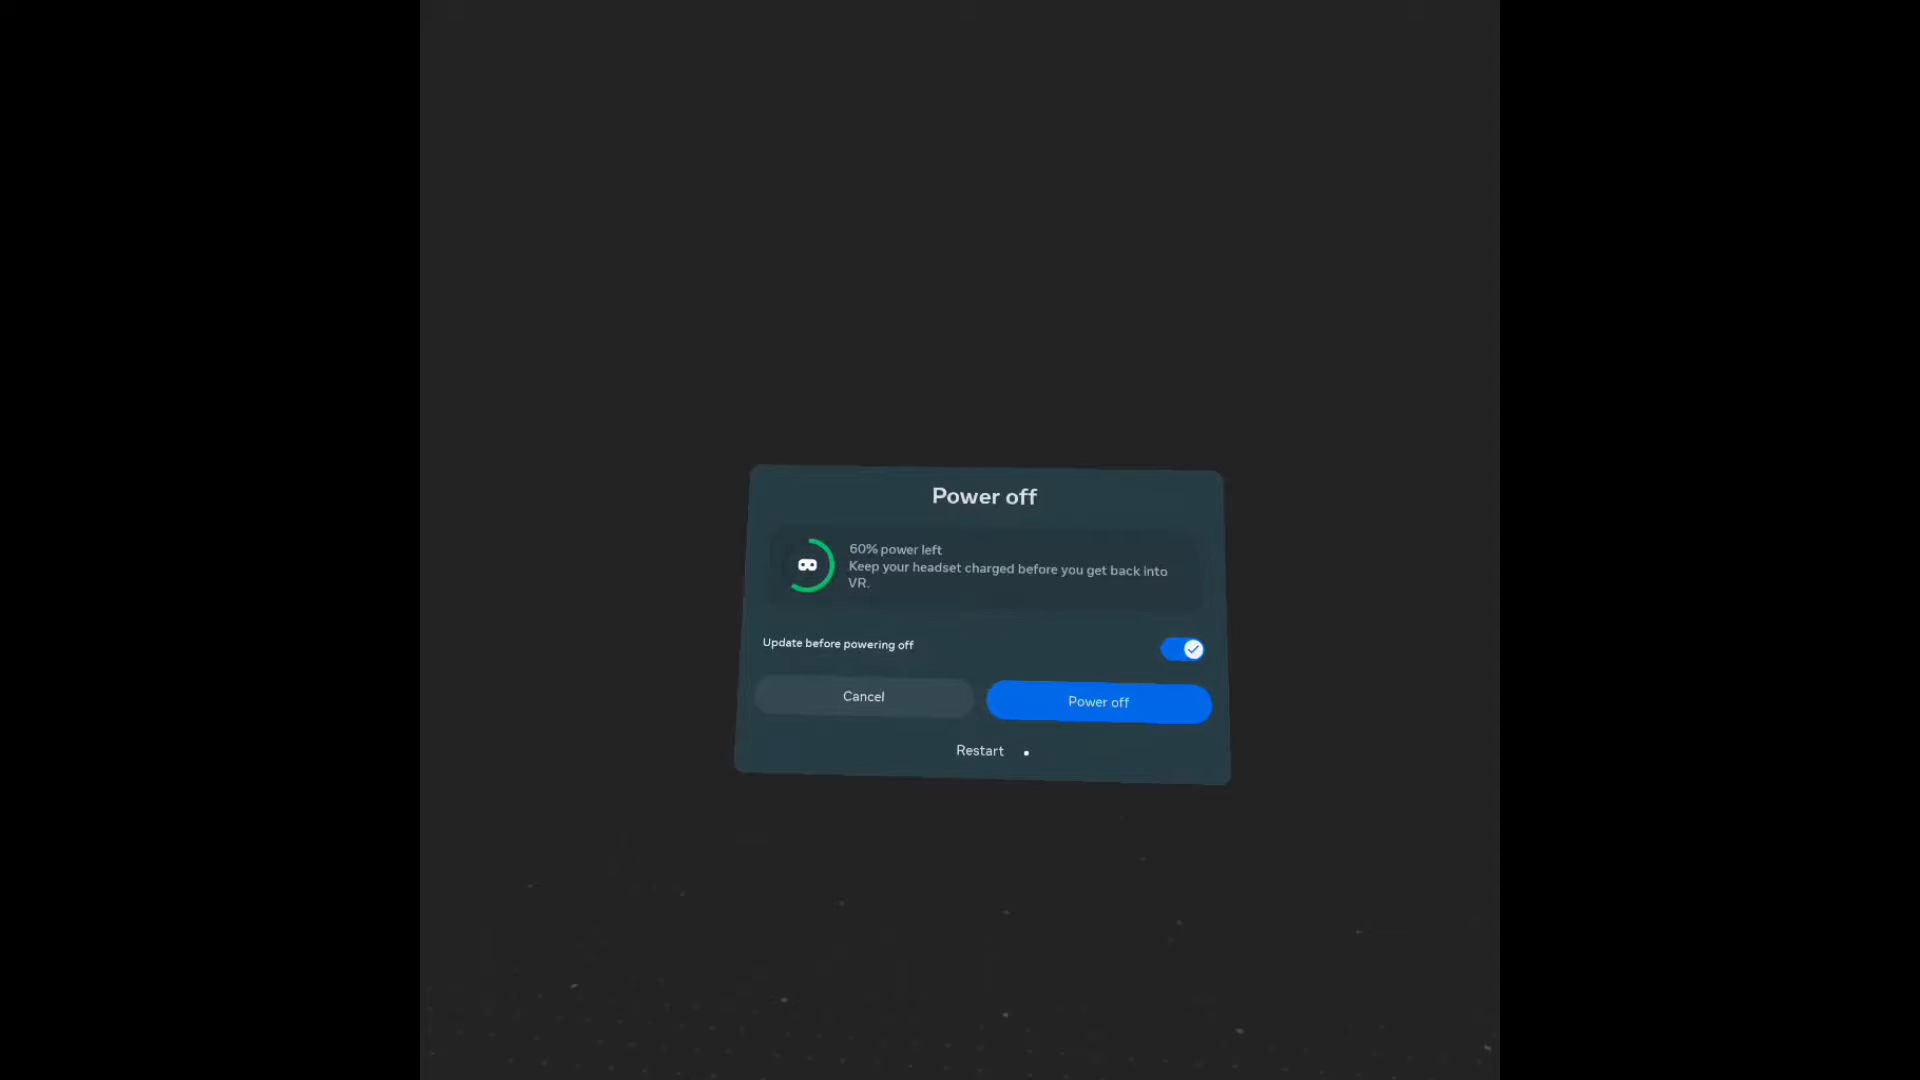 Power off
60% power left
Keep your headset charged before you get back into
VR.
Update before powering off
Cancel
Power off
Restart